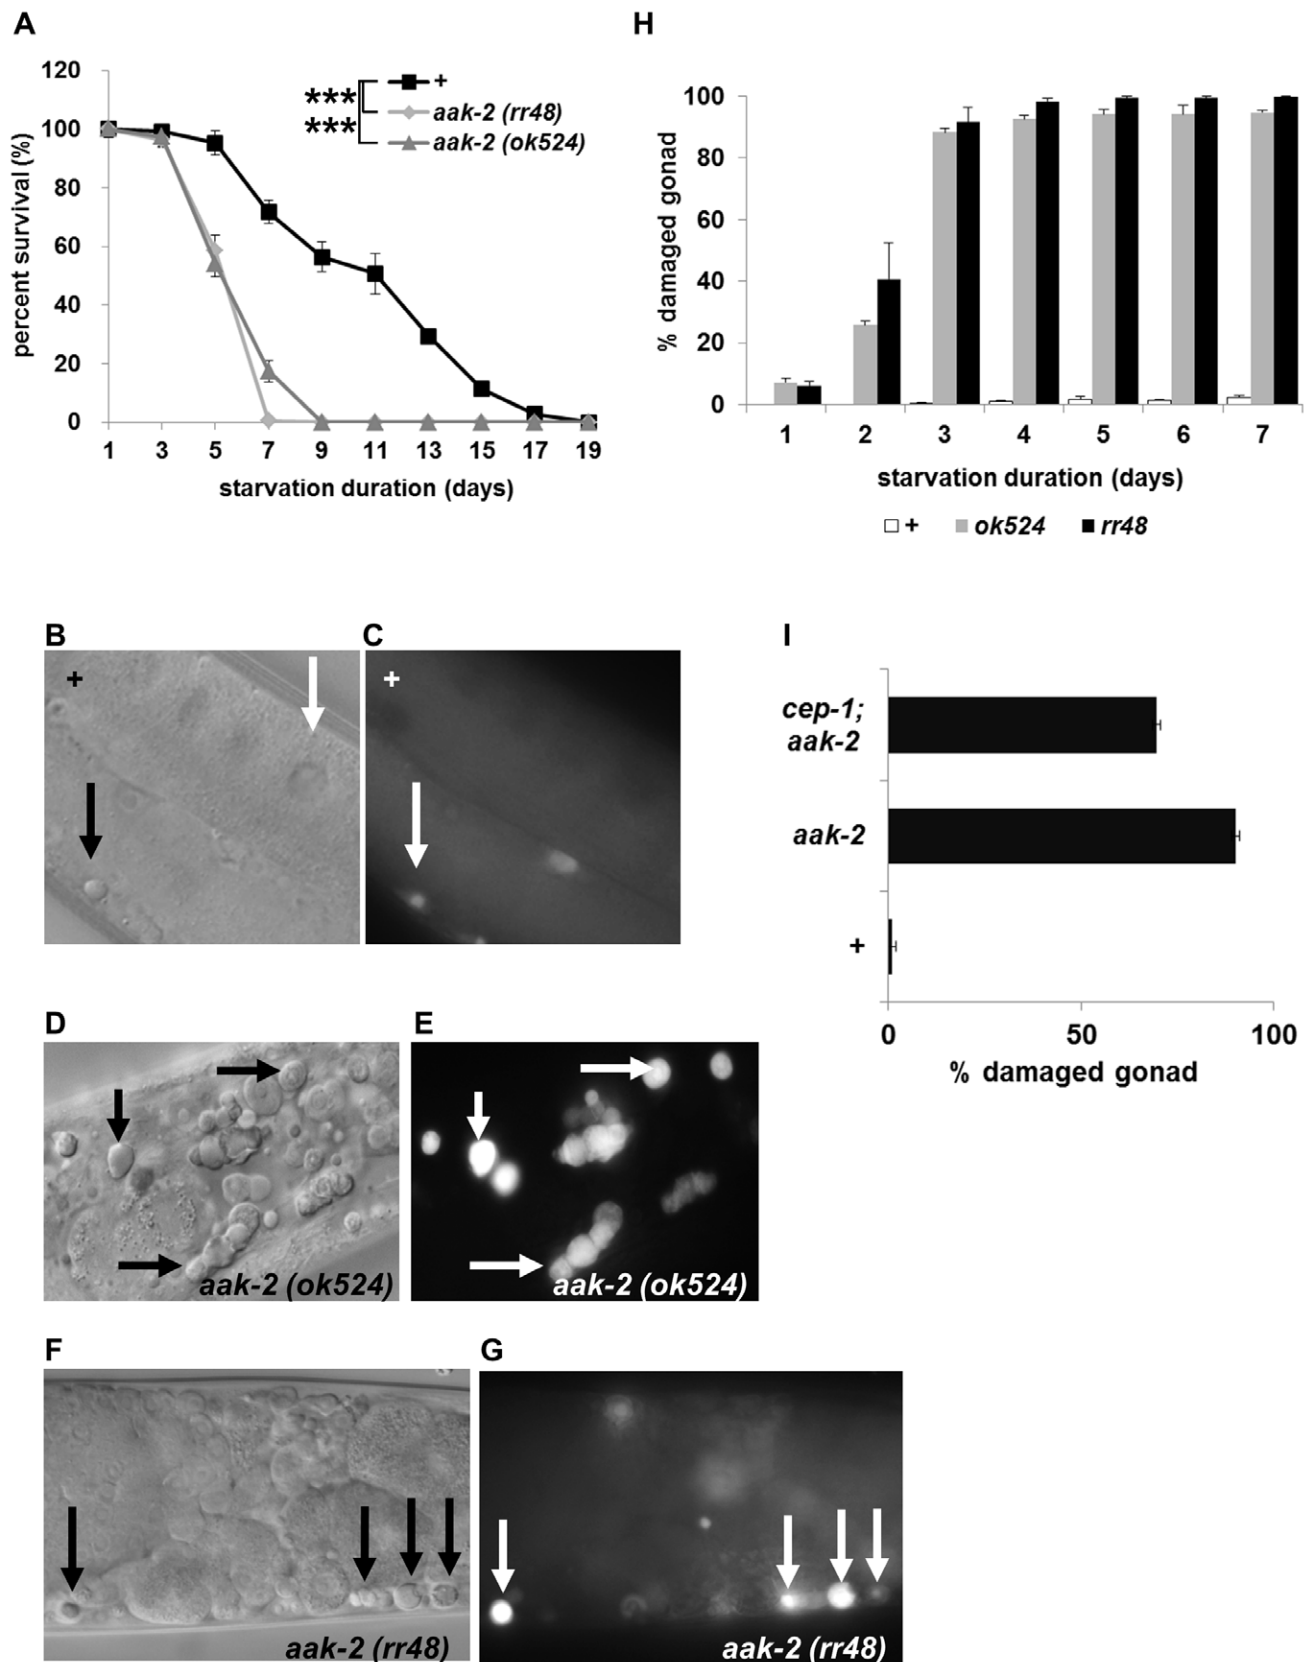 A
120
100
80
60
40
20
0
percent survival (%)
1 3 5 7 9 11 13 15 17 19
starvation duration (days)
*** +
*** aak-2 (rr48)
aak-2 (ok524)
H
100
80
60
40
20
0
% damaged gonad
1 2 3 4 5 6 7
starvation duration (days)
+ ok524 rr48
B
+
C
+
D
aak-2 (ok524)
E
aak-2 (ok524)
F
aak-2 (rr48)
G
aak-2 (rr48)
I
cep-1;
aak-2
aak-2
+
0 50 100
% damaged gonad